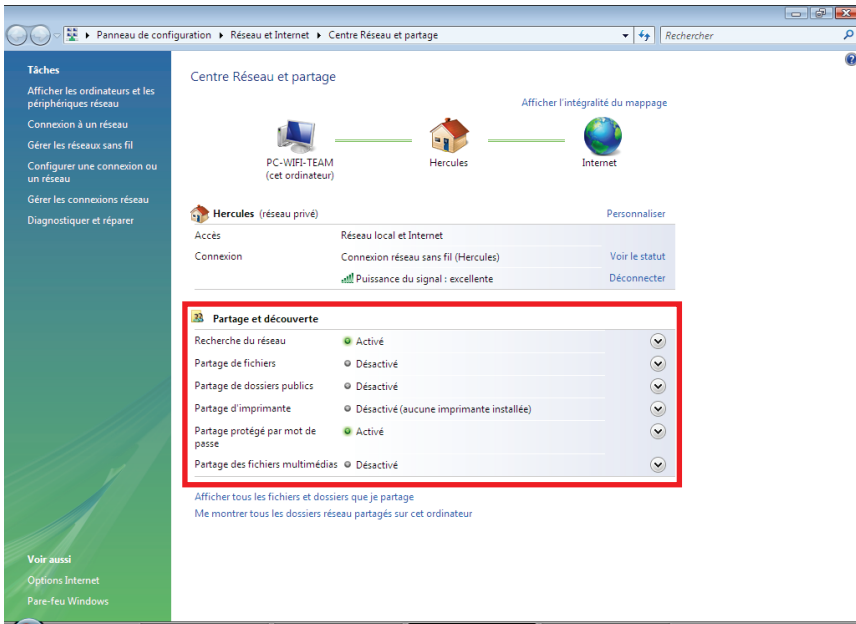 Panneau de configuration ▸ Réseau et Internet ▸ Centre Réseau et partage
Rechercher
Tâches
Afficher les ordinateurs et les
périphériques réseau
Connexion à un réseau
Gérer les réseaux sans fil
Configurer une connexion ou
un réseau
Gérer les connexions réseau
Diagnostiquer et réparer
Voir aussi
Options Internet
Pare-feu Windows
Centre Réseau et partage
Afficher l'intégralité du mappage
PC-WIFI-TEAM
(cet ordinateur)
Hercules
Internet
Hercules (réseau privé) Personnaliser
Accès Réseau local et Internet
Connexion Connexion réseau sans fil (Hercules) Voir le statut
Puissance du signal : excellente Déconnecter
Partage et découverte
Recherche du réseau Activé
Partage de fichiers Désactivé
Partage de dossiers publics Désactivé
Partage d'imprimante Désactivé (aucune imprimante installée)
Partage protégé par mot de
passe
Activé
Partage des fichiers multimédias Désactivé
Afficher tous les fichiers et dossiers que je partage
Me montrer tous les dossiers réseau partagés sur cet ordinateur